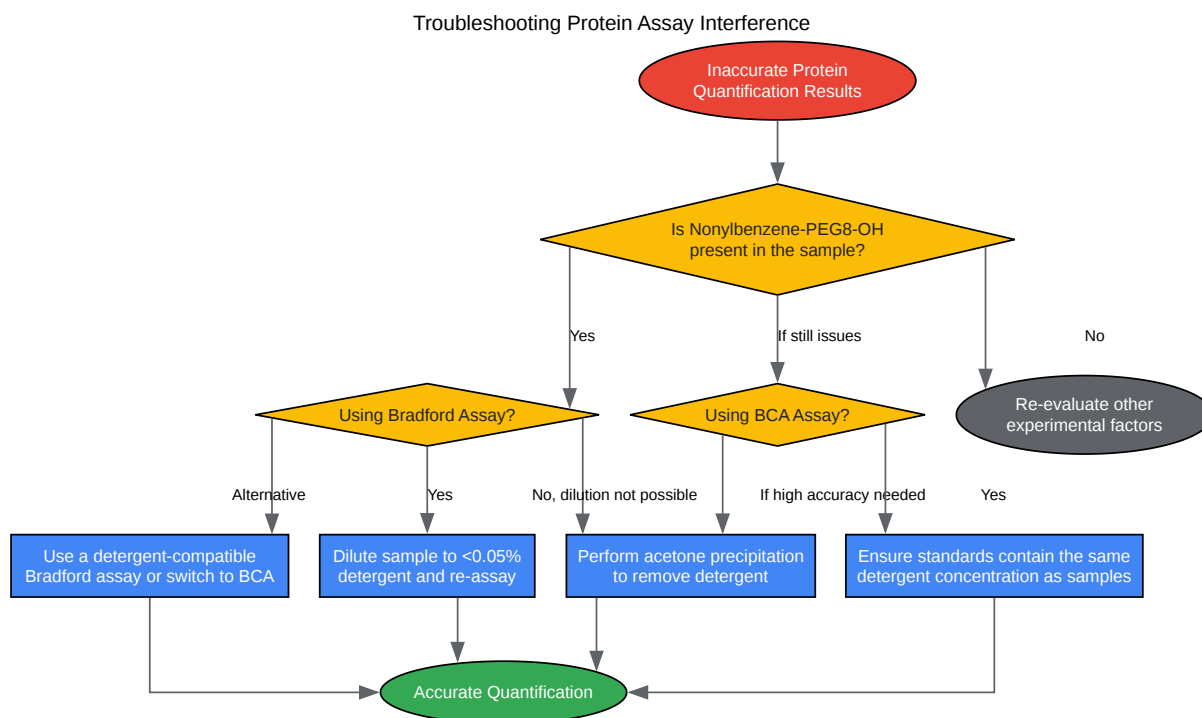 Troubleshooting Protein Assay Interference
Inaccurate Protein
Quantification Results
Is Nonylbenzene-PEG8-OH
present in the sample?
Yes
If still issues
No
Using Bradford Assay?
Using BCA Assay?
Re-evaluate other
experimental factors
Alternative
Yes
No, dilution not possible
If high accuracy needed
Yes
Use a detergent-compatible
Bradford assay or switch to BCA
Dilute sample to <0.05%
detergent and re-assay
Perform acetone precipitation
to remove detergent
Ensure standards contain the same
detergent concentration as samples
Accurate Quantification